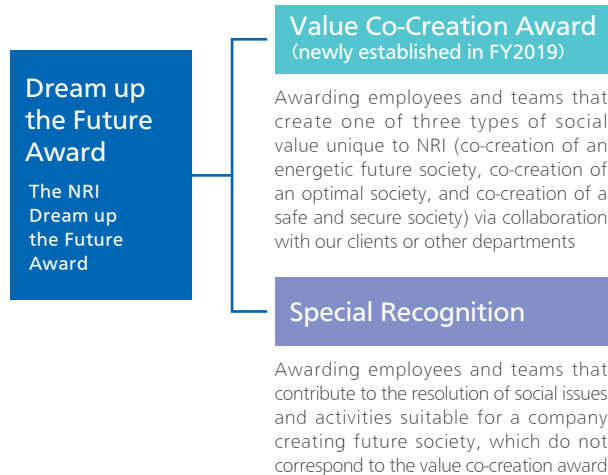 Dream up
the Future
Award
The NRI
Dream up
the Future
Award
Value Co-Creation Award
(newly established in FY2019)
Awarding employees and teams that
create one of three types of social
value unique to NRI (co-creation of an
energetic future society, co-creation of
an optimal society, and co-creation of a
safe and secure society) via collaboration
with our clients or other departments
Special Recognition
Awarding employees and teams that
contribute to the resolution of social issues
and activities suitable for a company
creating future society, which do not
correspond to the value co-creation award